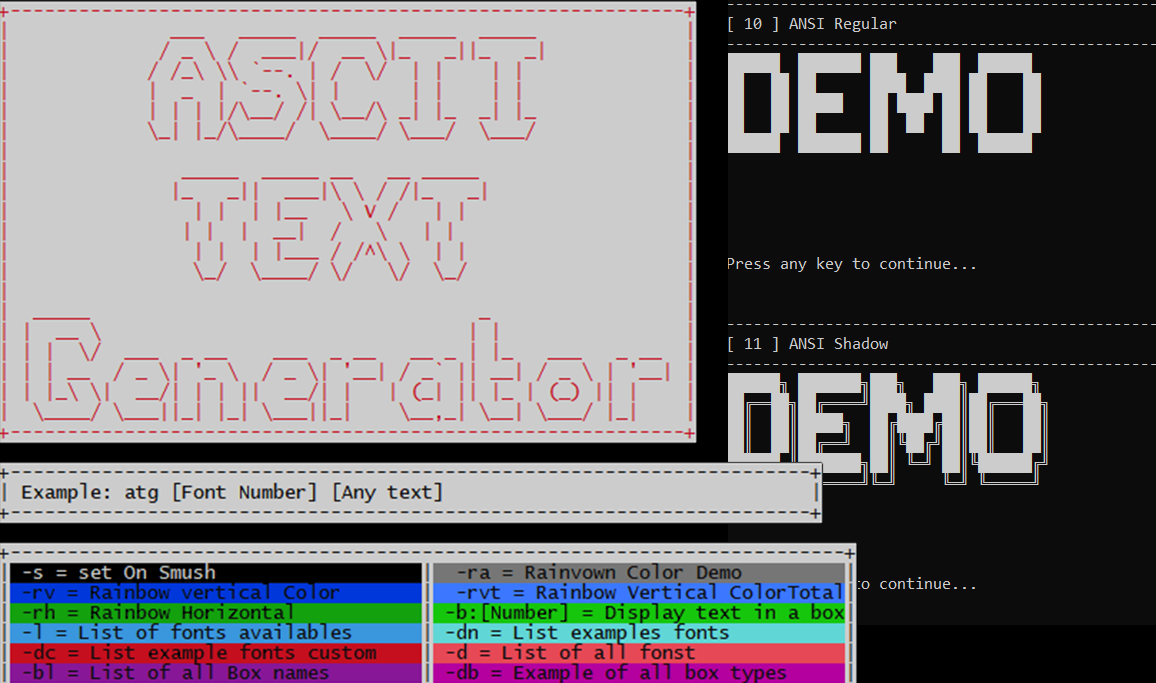 ASCII
TEXT
Generator
Example: atg [Font Number] [Any text]
-s = set On Smush
-ra = Rainvown Color Demo
-rv = Rainbow vertical Color
-rvt = Rainbow Vertical ColorTotal
-rh = Rainbow Horizontal
-b:[Number] = Display text in a box
-l = List of fonts availables
-dn = List examples fonts
-dc = List example fonts custom
-d = List of all fonst
-bl = List of all Box names
-db = Example of all box types
[ 10 ] ANSI Regular
DEMO
Press any key to continue...
[ 11 ] ANSI Shadow
DEMO
to continue...